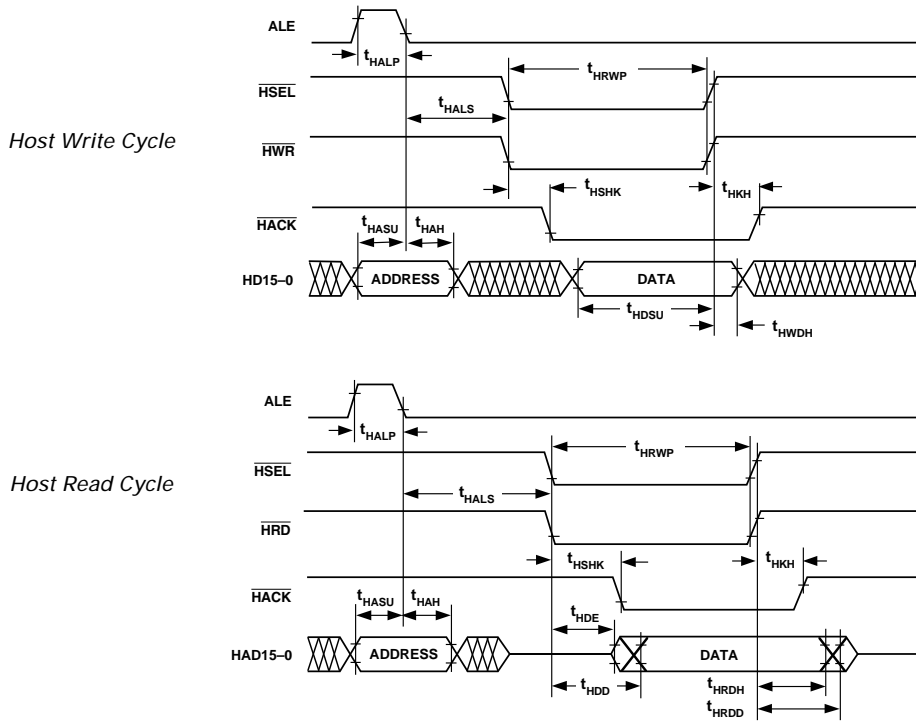 ALE
tHALP
HSEL
tHRWP
tHALS
Host Write Cycle
HWR
tHSHK
tHKH
HACK
tHASU
tHAH
HD15–0
ADDRESS
DATA
tHDSU
tHWDH
ALE
tHALP
HSEL
tHRWP
Host Read Cycle
tHALS
HRD
tHSHK
tHKH
HACK
tHASU
tHAH
tHDE
HAD15–0
ADDRESS
DATA
tHDD
tHRDH
tHRDD